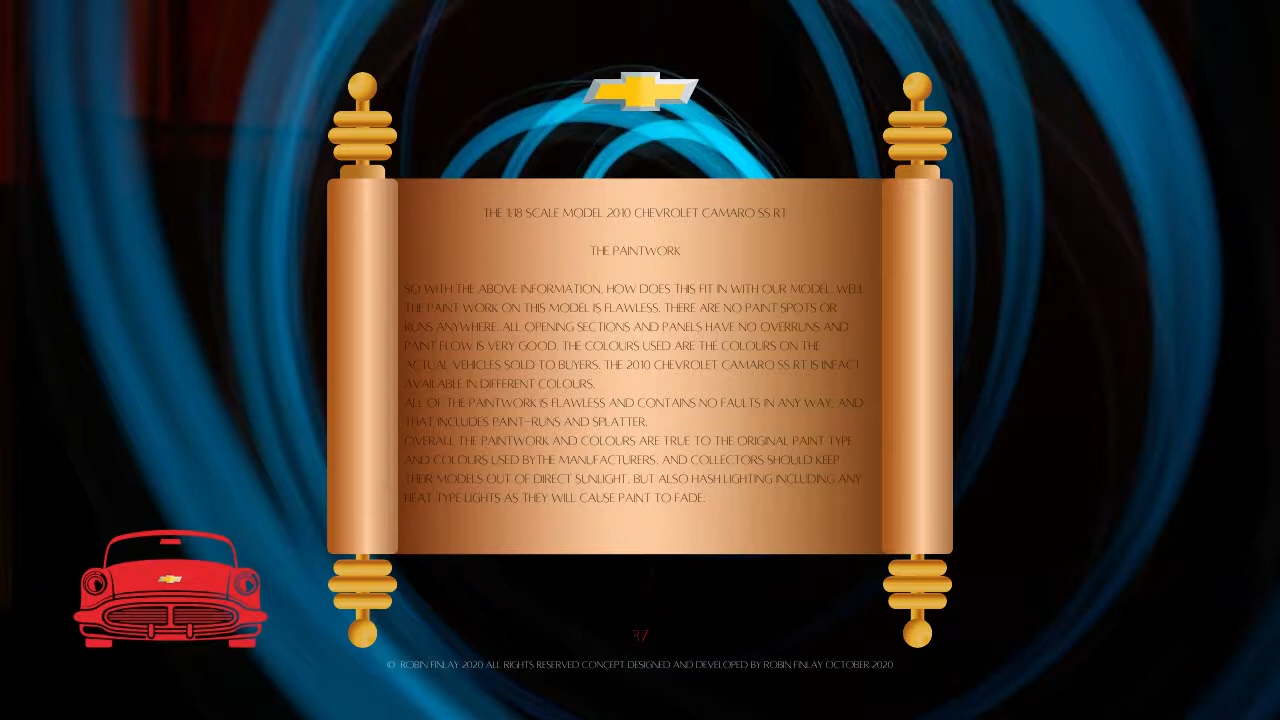 THE 1:18 SCALE MODEL 2010 CHEVROLET CAMARO SS RT
THE PAINTWORK
SO WITH THE ABOVE INFORMATION, HOW DOES THIS FIT IN WITH OUR MODEL. WELL
THE PAINT WORK ON THIS MODEL IS FLAWLESS. THERE ARE NO PAINT SPOTS OR
RUNS ANYWHERE. ALL OPENING SECTIONS AND PANELS HAVE NO OVERRUNS AND
PAINT FLOW IS VERY GOOD. THE COLOURS USED ARE THE COLOURS ON THE
ACTUAL VEHICLES SOLD TO BUYERS. THE 2010 CHEVROLET CAMARO SS RT IS INFACT
AVAILABLE IN DIFFERENT COLOURS.
ALL OF THE PAINTWORK IS FLAWLESS AND CONTAINS NO FAULTS IN ANY WAY, AND
THAT INCLUDES PAINT-RUNS AND SPLATTER.
OVERALL THE PAINTWORK AND COLOURS ARE TRUE TO THE ORIGINAL PAINT TYPE
AND COLOURS USED BYTHE MANUFACTURERS, AND COLLECTORS SHOULD KEEP
THEIR MODELS OUT OF DIRECT SUNLIGHT, BUT ALSO HASH LIGHTING INCLUDING ANY
HEAT TYPE LIGHTS AS THEY WILL CAUSE PAINT TO FADE.
37
© ROBIN FINLAY 2020 ALL RIGHTS RESERVED CONCEPT DESIGNED AND DEVELOPED BY ROBIN FINLAY OCTOBER 2020